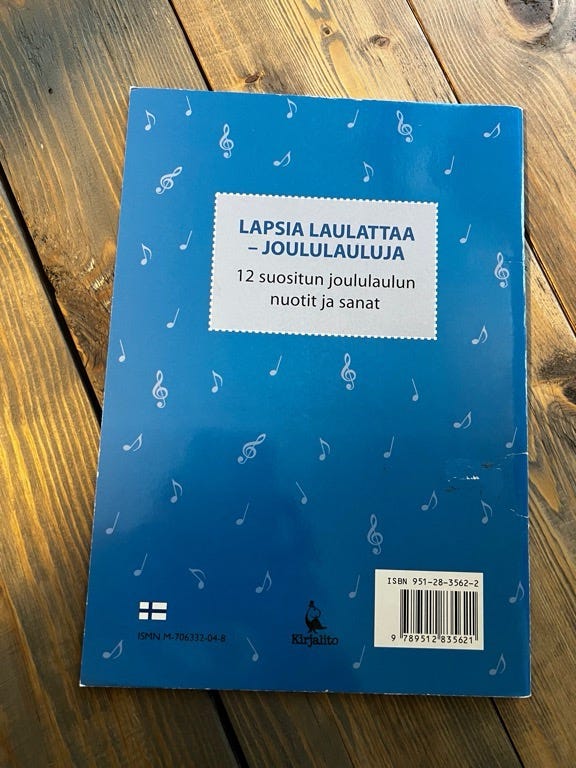 LAPSIA LAULATTAA
– JOULULAULUJA
12 suositun joululaulun
nuotit ja sanat
ISBN 951-28-3562-2
9 789512 835621
ISMN M-706332-04-8
Kirjalito